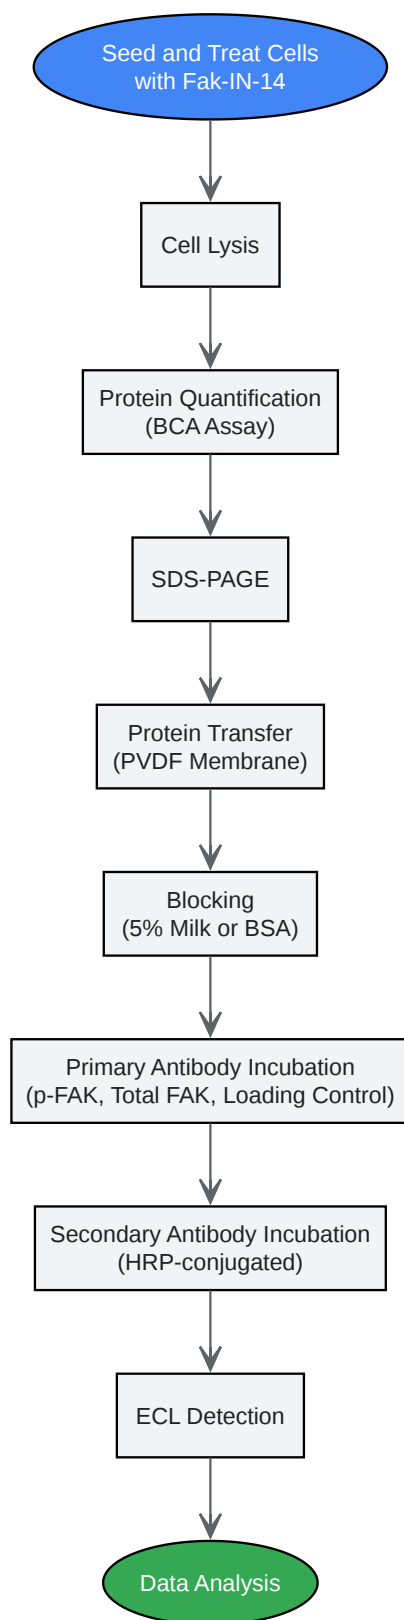 Seed and Treat Cells
with Fak-IN-14
Cell Lysis
Protein Quantification
(BCA Assay)
SDS-PAGE
Protein Transfer
(PVDF Membrane)
Blocking
(5% Milk or BSA)
Primary Antibody Incubation
(p-FAK, Total FAK, Loading Control)
Secondary Antibody Incubation
(HRP-conjugated)
ECL Detection
Data Analysis